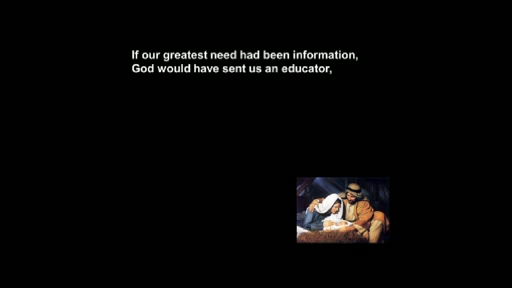 If our greatest need had been information,
God would have sent us an educator,